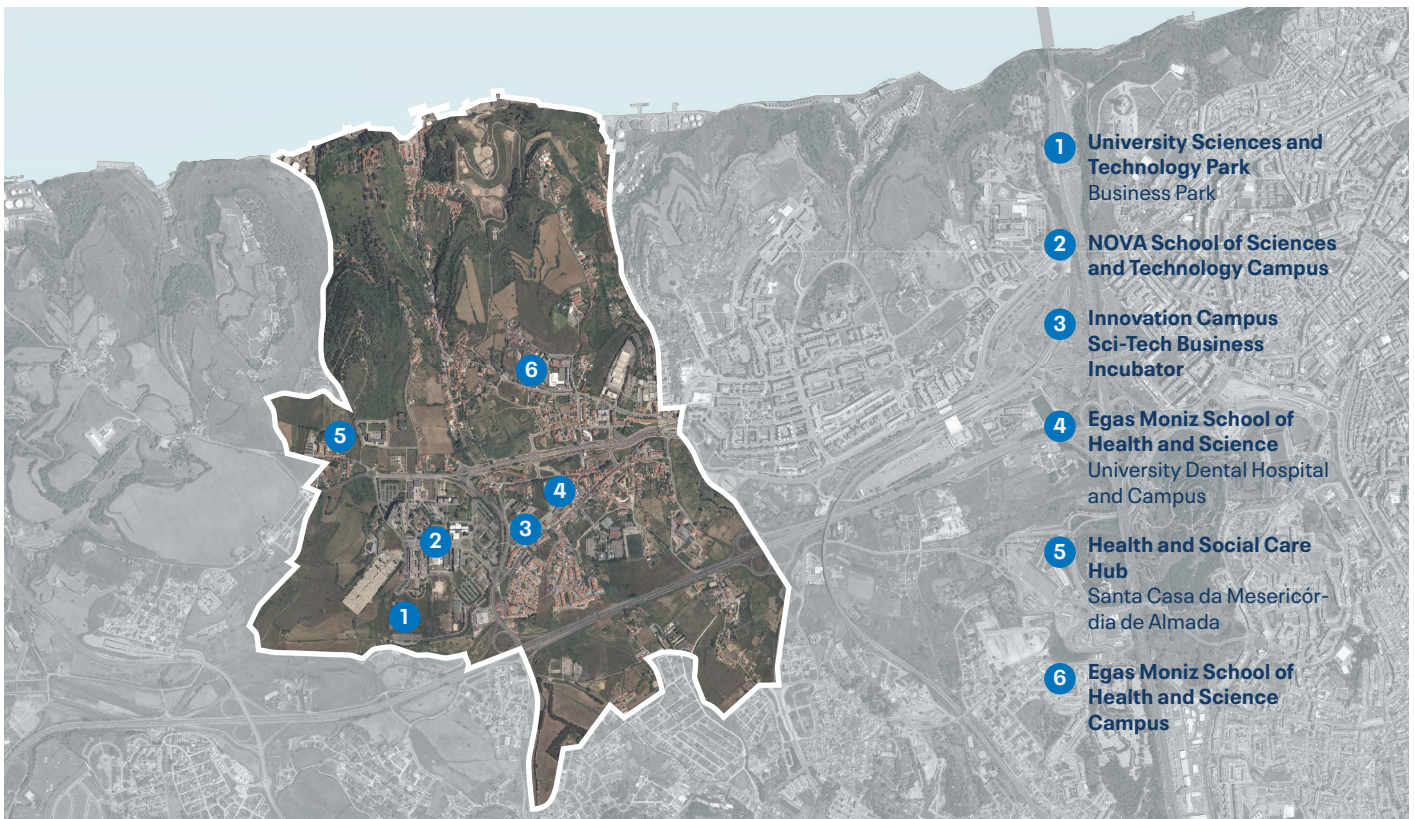 6
5
4
3
2
1
1 University Sciences and
Technology Park
Business Park
2 NOVA School of Sciences
and Technology Campus
3 Innovation Campus
Sci-Tech Business
Incubator
4 Egas Moniz School of
Health and Science
University Dental Hospital
and Campus
5 Health and Social Care
Hub
Santa Casa da Mesericór-
dia de Almada
6 Egas Moniz School of
Health and Science
Campus